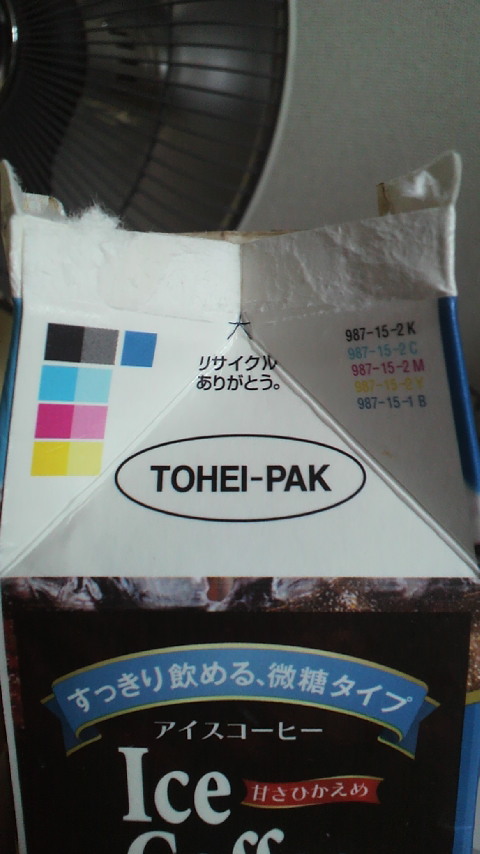 リサイクル
ありがとう。
987-15-2 K
987-15-2 C
987-15-2 M
987-15-2 Y
987-15-1 B
TOHEI-PAK
すっきり飲める、微糖タイプ
アイスコーヒー
Ice
甘さひかえめ